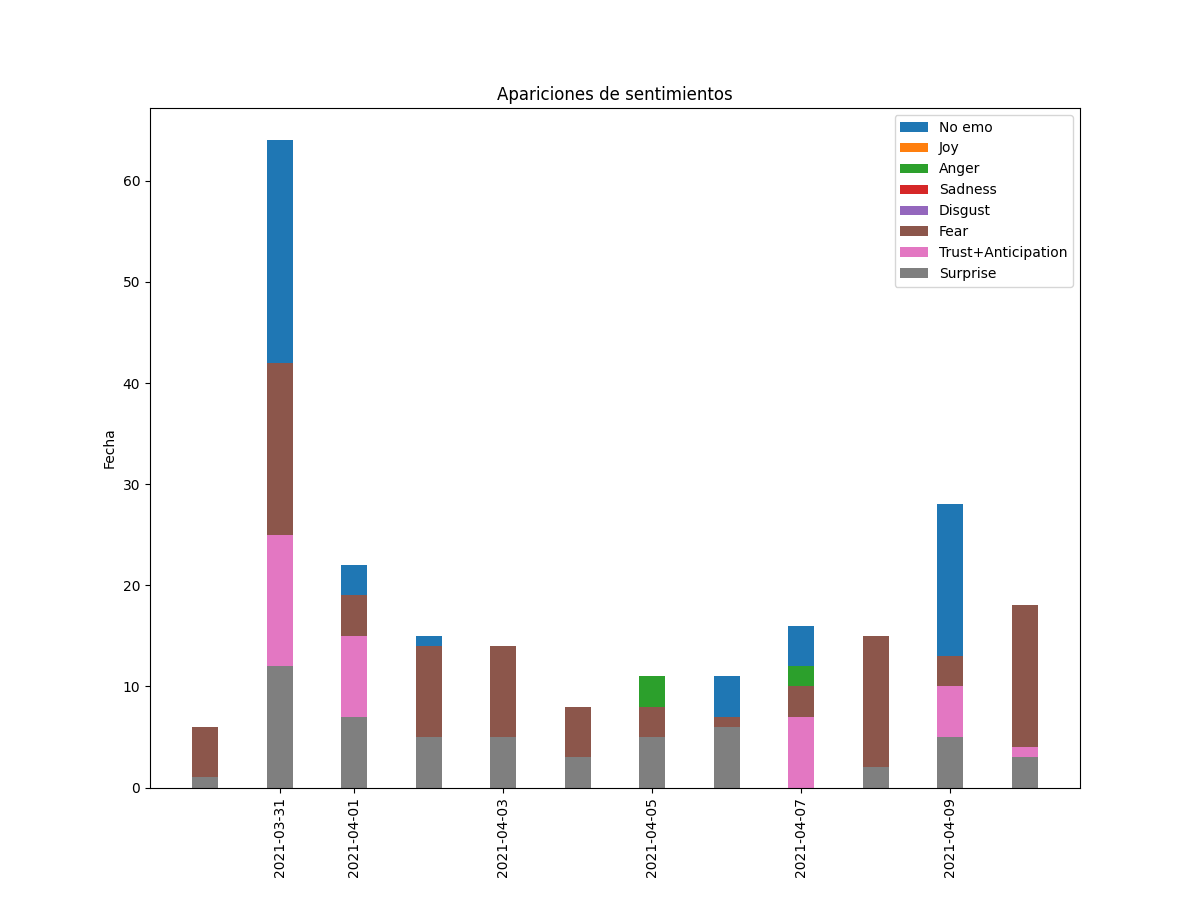 Apariciones de sentimientos
No emo
Joy
Anger
Sadness
Disgust
Fear
Trust+Anticipation
Surprise
Fecha
60
50
40
30
20
10
0
2021-03-31
2021-04-01
2021-04-03
2021-04-05
2021-04-07
2021-04-09